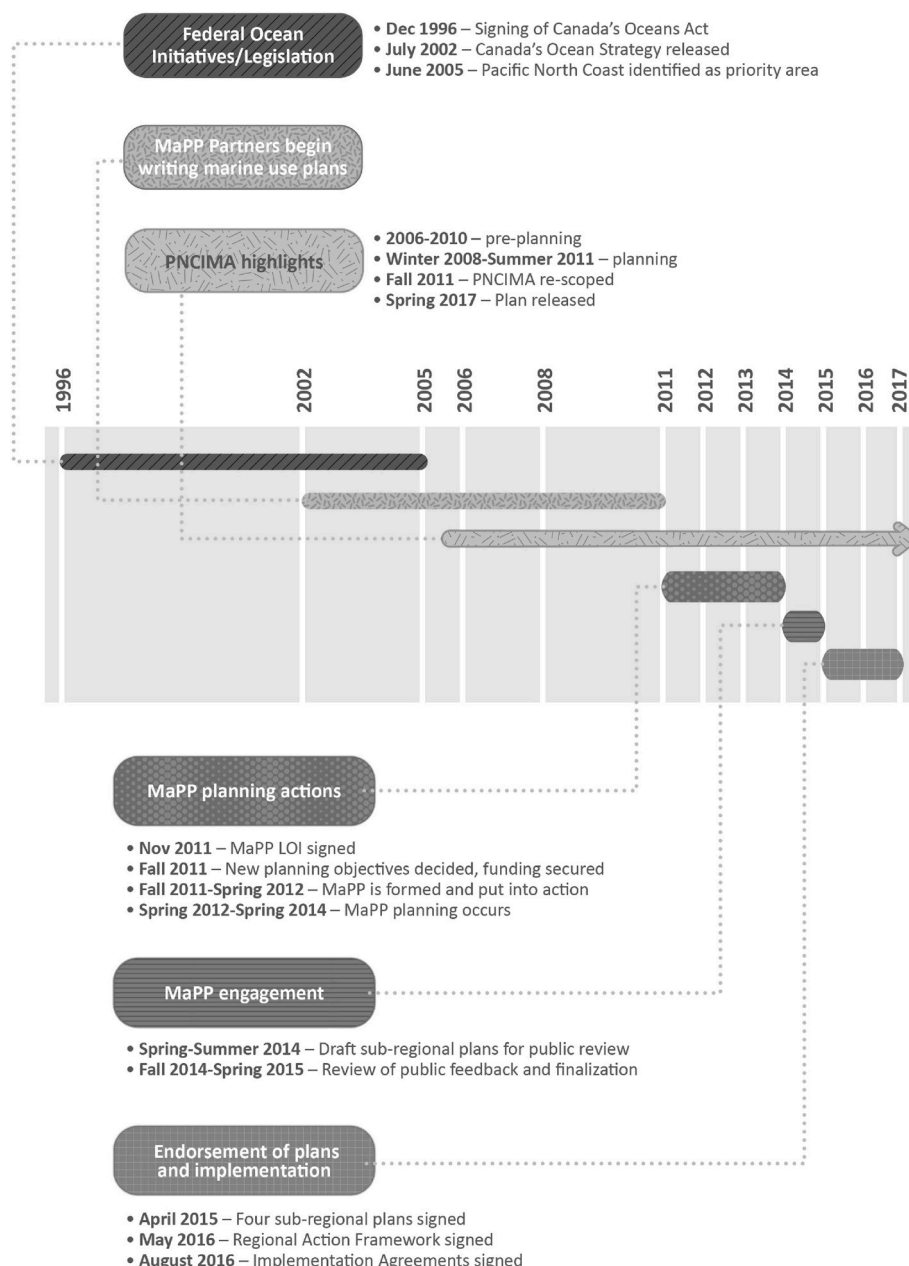 Federal Ocean
Initiatives/Legislation
• Dec 1996 – Signing of Canada’s Oceans Act
• July 2002 – Canada’s Ocean Strategy released
• June 2005 – Pacific North Coast identified as priority area
MaPP Partners begin
writing marine use plans
PNCIMA highlights
• 2006-2010 – pre-planning
• Winter 2008-Summer 2011 – planning
• Fall 2011 – PNCIMA re-scoped
• Spring 2017 – Plan released
1996
2002
2005
2006
2008
2011
2012
2013
2014
2015
2016
2017
MaPP planning actions
• Nov 2011 – MaPP LOI signed
• Fall 2011 – New planning objectives decided, funding secured
• Fall 2011-Spring 2012 – MaPP is formed and put into action
• Spring 2012-Spring 2014 – MaPP planning occurs
MaPP engagement
• Spring-Summer 2014 – Draft sub-regional plans for public review
• Fall 2014-Spring 2015 – Review of public feedback and finalization
Endorsement of plans
and implementation
• April 2015 – Four sub-regional plans signed
• May 2016 – Regional Action Framework signed
• August 2016 – Implementation Agreements signed